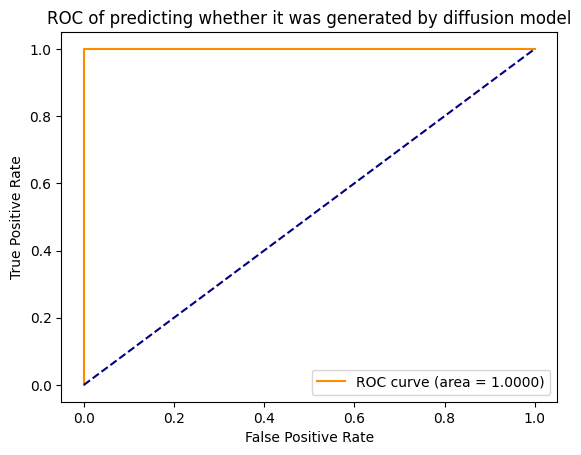 ROC of predicting whether it was generated by diffusion model
1.0
0.8
0.6
0.4
0.2
0.0
True Positive Rate
ROC curve (area = 1.0000)
0.0 0.2 0.4 0.6 0.8 1.0
False Positive Rate